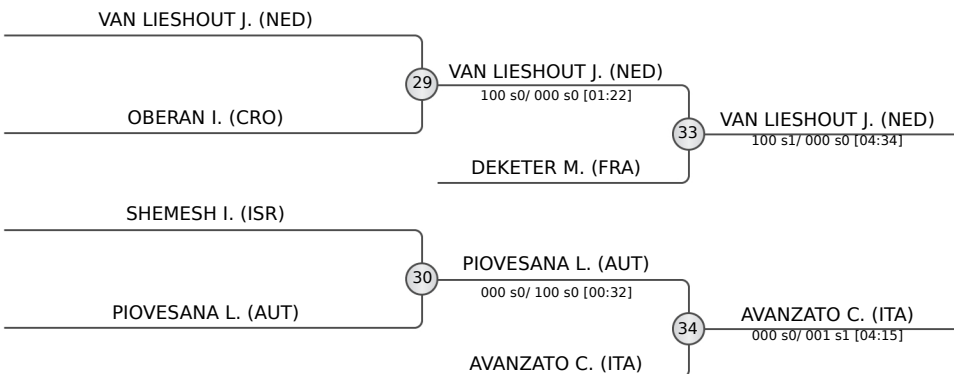 VAN LIESHOUT J. (NED)
29
OBERAN I. (CRO)
VAN LIESHOUT J. (NED)
100 s0/ 000 s0 [01:22]
33
DEKETER M. (FRA)
VAN LIESHOUT J. (NED)
100 s1/ 000 s0 [04:34]
SHEMESH I. (ISR)
30
PIOVESANA L. (AUT)
PIOVESANA L. (AUT)
000 s0/ 100 s0 [00:32]
34
AVANZATO C. (ITA)
AVANZATO C. (ITA)
000 s0/ 001 s1 [04:15]